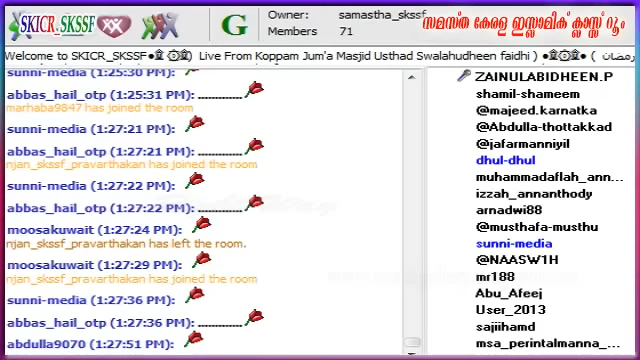 SKICR_SKSSF
G
Owner: samastha_skssf
Members 71
സമസ്ത കേരള ഇസ്ലാമിക് ക്ലാസ്സ് റൂം
Welcome to SKICR_SKSSF Live From Koppam Jum'a Masjid Usthad Swalahudheen faidhi ) رمضان
sunni-media (1:25:30 PM):
abbas_hail_otp (1:25:31 PM): ..............
marhaba9847 has joined the room
sunni-media (1:27:21 PM):
abbas_hail_otp (1:27:21 PM): ..............
njan_skssf_pravarthakan has joined the room
sunni-media (1:27:22 PM):
abbas_hail_otp (1:27:22 PM): ..............
moosakuwait (1:27:24 PM):
njan_skssf_pravarthakan has left the room.
moosakuwait (1:27:29 PM):
njan_skssf_pravarthakan has joined the room
sunni-media (1:27:36 PM):
abbas_hail_otp (1:27:36 PM): ..............
abdulla9070 (1:27:51 PM):
ZAINULABIDHEEN.P
shamil-shameem
@majeed.karnatka
@Abdulla-thottakkad
@jafarmanniyil
dhul-dhul
muhammadaflah_ann...
izzah_annanthody
arnadwi88
@musthafa-musthu
sunni-media
@NAASW1H
mr188
Abu_Afeej
User_2013
sajiihamd
msa_perintalmanna_...